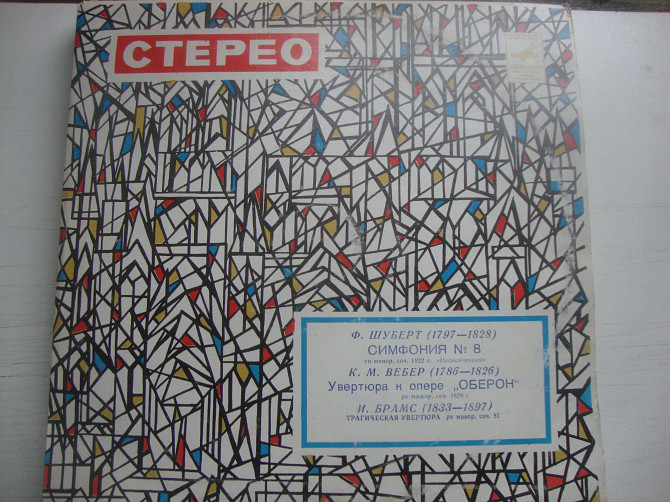 СТЕРЕО
Ф. ШУБЕРТ (1797—1828)
СИМФОНИЯ № 8
си минор, соч. 1822 г. «Неоконченная»
К. М. ВЕБЕР (1786—1826)
Увертюра к опере „ОБЕРОН"
ре мажор, соч. 1826 г.
И. БРАМС (1833—1897)
ТРАГИЧЕСКАЯ УВЕРТЮРА ре минор, соч. 81